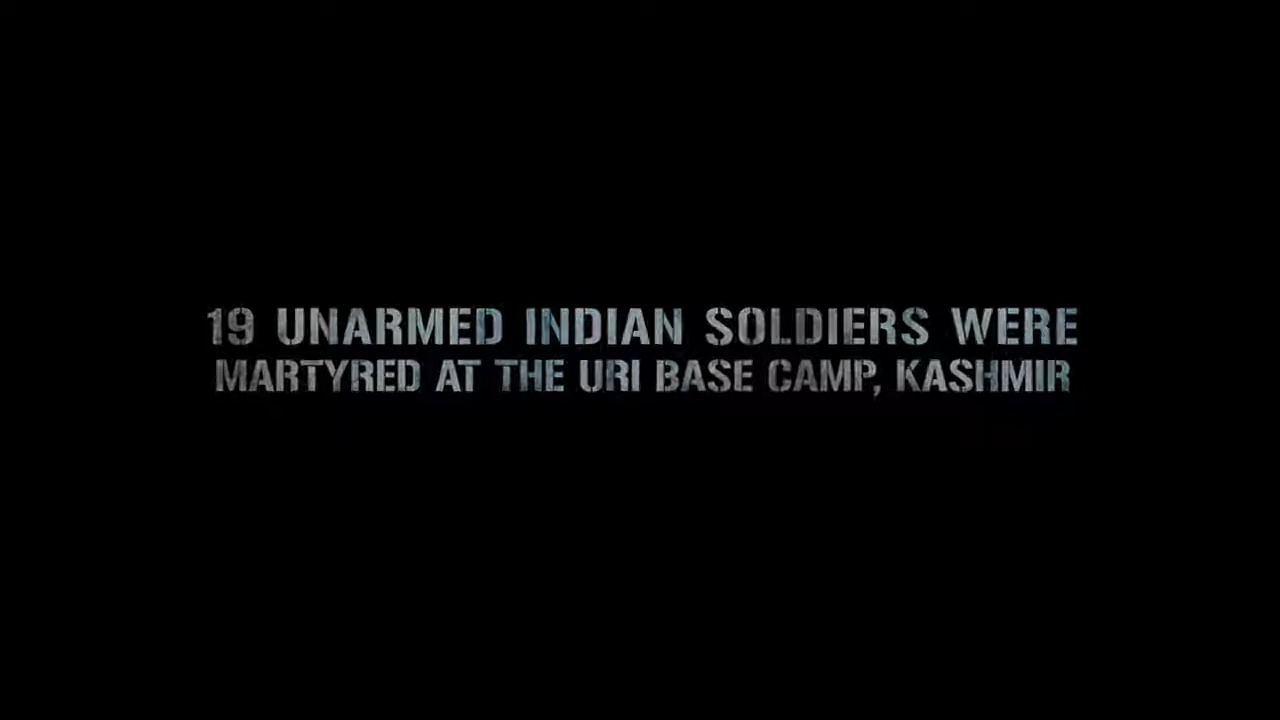 19 UNARMED INDIAN SOLDIERS WERE
MARTYRED AT THE URI BASE CAMP, KASHMIR